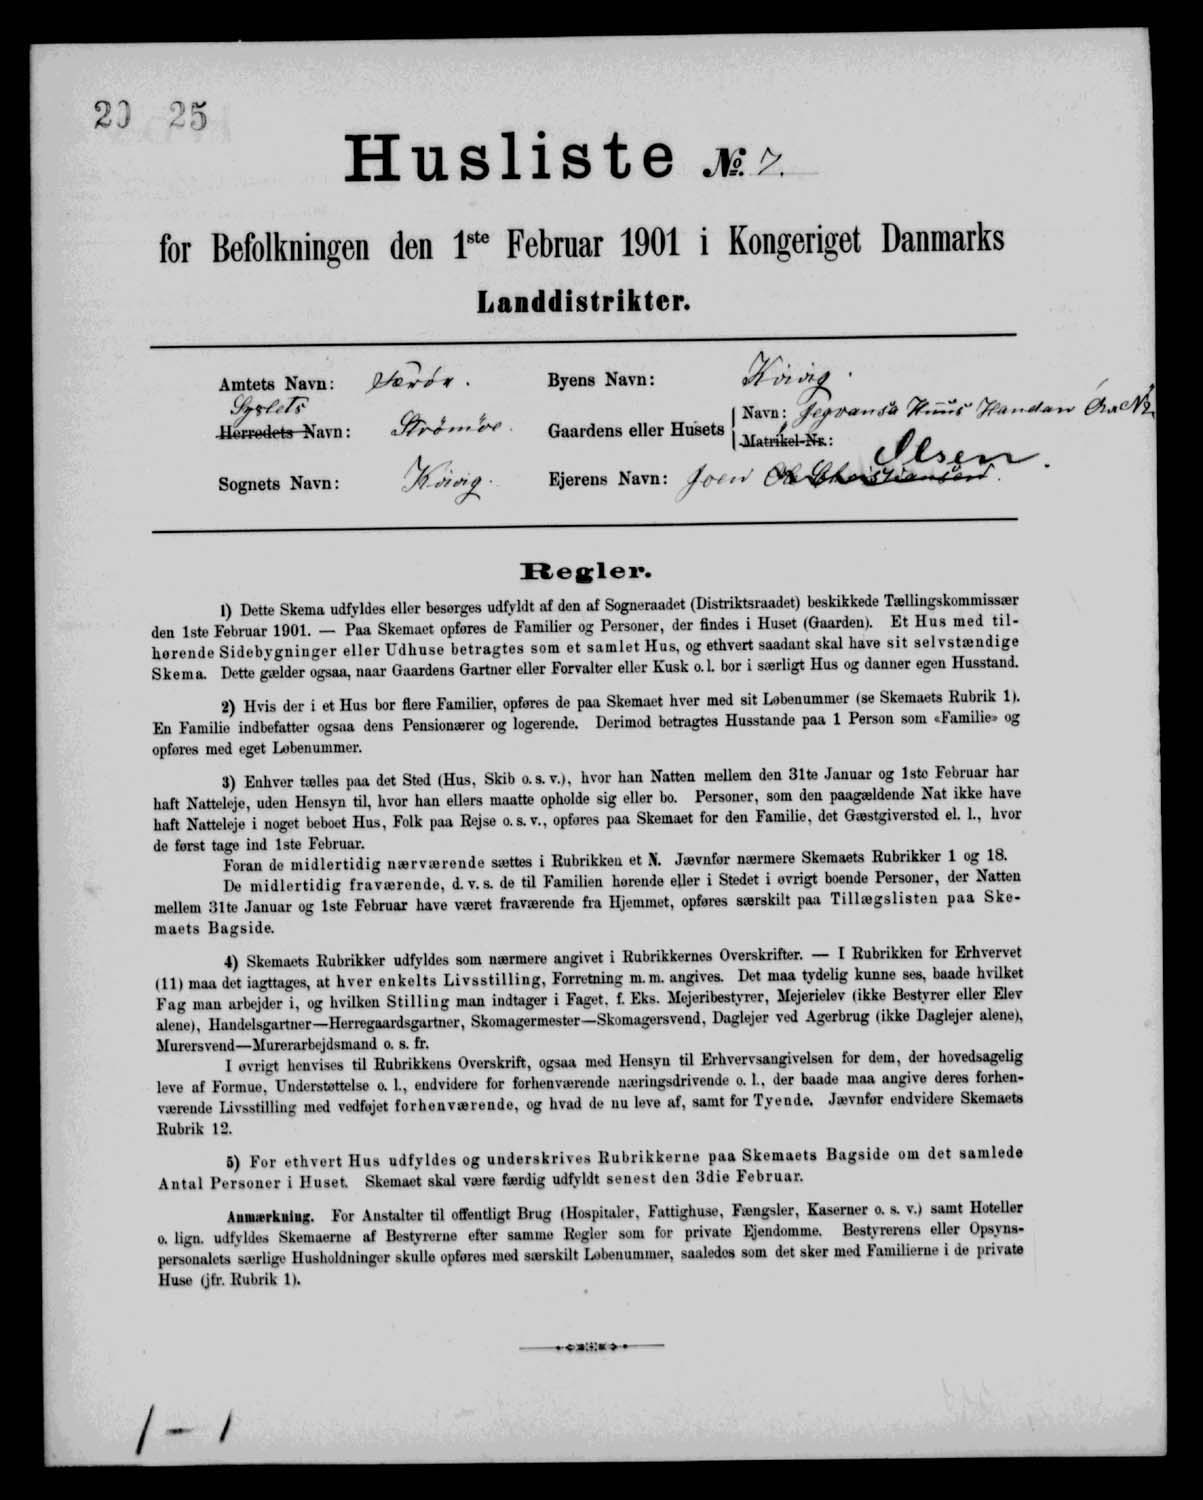 20 25
Husliste №. 7.
for Befolkningen den 1ste Februar 1901 i Kongeriget Danmarks
Landdistrikter.
Amtets Navn: Færøe. Byens Navn: Kvivig.
Syslets
Herredets Navn: Strømøe. Gaardens eller Husets Navn: Huus Handan № 2
Matrikel-Nr.:
Olsen.
Sognets Navn: Kvivig. Ejerens Navn: Joen Christiansen.
Regler.
1) Dette Skema udfyldes eller besørges udfyldt af den af Sogneraadet (Distriktsraadet) beskikkede Tællingskommissær
den 1ste Februar 1901. — Paa Skemaet opføres de Familier og Personer, der findes i Huset (Gaarden). Et Hus med til-
hørende Sidebygninger eller Udhuse betragtes som et samlet Hus, og ethvert saadant skal have sit selvstændige
Skema. Dette gælder ogsaa, naar Gaardens Gartner eller Forvalter eller Kusk o. l. bor i særligt Hus og danner egen Husstand.
2) Hvis der i et Hus bor flere Familier, opføres de paa Skemaet hver med sit Løbenummer (se Skemaets Rubrik 1).
En Familie indbefatter ogsaa dens Pensionærer og logerende. Derimod betragtes Husstande paa 1 Person som «Familie» og
opføres med eget Løbenummer.
3) Enhver tælles paa det Sted (Hus, Skib o. s. v.), hvor han Natten mellem den 31te Januar og 1ste Februar har
haft Natteleje, uden Hensyn til, hvor han ellers maatte opholde sig eller bo. Personer, som den paagældende Nat ikke have
haft Natteleje i noget beboet Hus, Folk paa Rejse o. s. v., opføres paa Skemaet for den Familie, det Gæstgiversted el. l., hvor
de først tage ind 1ste Februar.
Foran de midlertidig nærværende sættes i Rubrikken et N. Jævnfør nærmere Skemaets Rubrikker 1 og 18.
De midlertidig fraværende, d. v. s. de til Familien hørende eller i Stedet i øvrigt boende Personer, der Natten
mellem 31te Januar og 1ste Februar have været fraværende fra Hjemmet, opføres særskilt paa Tillægslisten paa Ske-
maets Bagside.
4) Skemaets Rubrikker udfyldes som nærmere angivet i Rubrikkernes Overskrifter. — I Rubrikken for Erhvervet
(11) maa det iagttages, at hver enkelts Livsstilling, Forretning m. m. angives. Det maa tydelig kunne ses, baade hvilket
Fag man arbejder i, og hvilken Stilling man indtager i Faget, f. Eks. Mejeribestyrer, Mejerielev (ikke Bestyrer eller Elev
alene), Handelsgartner—Herregaardsgartner, Skomagermester—Skomagersvend, Daglejer ved Agerbrug (ikke Daglejer alene),
Murersvend—Murerarbejdsmand o. s. fr.
I øvrigt henvises til Rubrikkens Overskrift, ogsaa med Hensyn til Erhvervsangivelsen for dem, der hovedsagelig
leve af Formue, Understøttelse o. l., endvidere for forhenværende næringsdrivende o. l., der baade maa angive deres forhen-
værende Livsstilling med vedføjet forhenværende, og hvad de nu leve af, samt for Tyende. Jævnfør endvidere Skemaets
Rubrik 12.
5) For ethvert Hus udfyldes og underskrives Rubrikkerne paa Skemaets Bagside om det samlede
Antal Personer i Huset. Skemaet skal være færdig udfyldt senest den 3die Februar.
Anmærkning. For Anstalter til offentligt Brug (Hospitaler, Fattighuse, Fængsler, Kaserner o. s. v.) samt Hoteller
o. lign. udfyldes Skemaerne af Bestyrerne efter samme Regler som for private Ejendomme. Bestyrerens eller Opsyns-
personalets særlige Husholdninger skulle opføres med særskilt Løbenummer, saaledes som det sker med Familierne i de private
Huse (jfr. Rubrik 1).
1 - 1